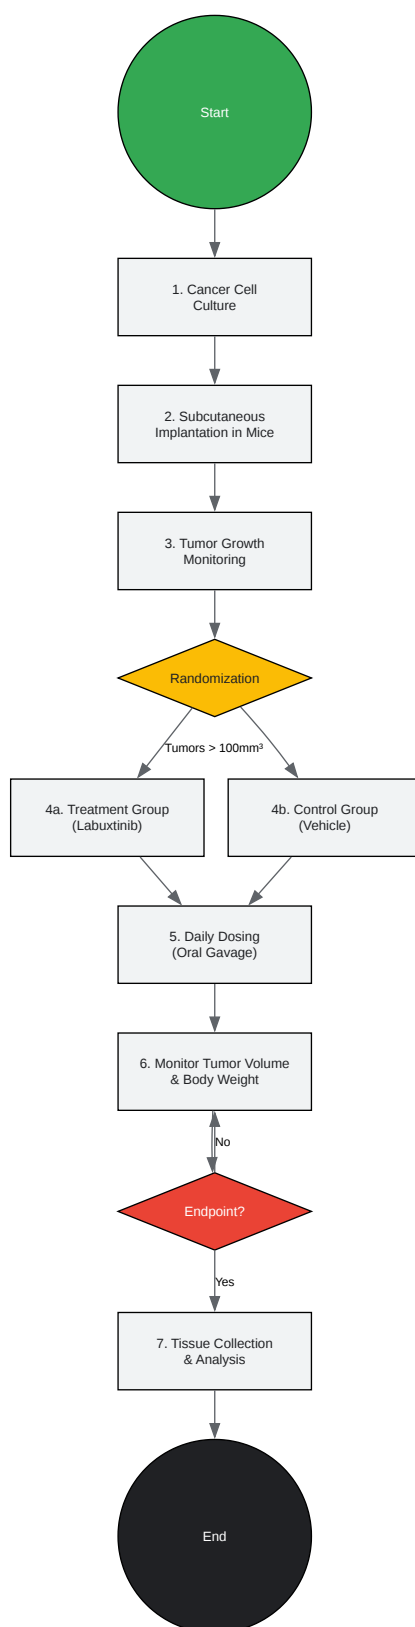 Start
1. Cancer Cell
Culture
2. Subcutaneous
Implantation in Mice
3. Tumor Growth
Monitoring
Randomization
Tumors > 100mm³
4a. Treatment Group
(Labuxtinib)
4b. Control Group
(Vehicle)
5. Daily Dosing
(Oral Gavage)
6. Monitor Tumor Volume
& Body Weight
No
Endpoint?
Yes
7. Tissue Collection
& Analysis
End